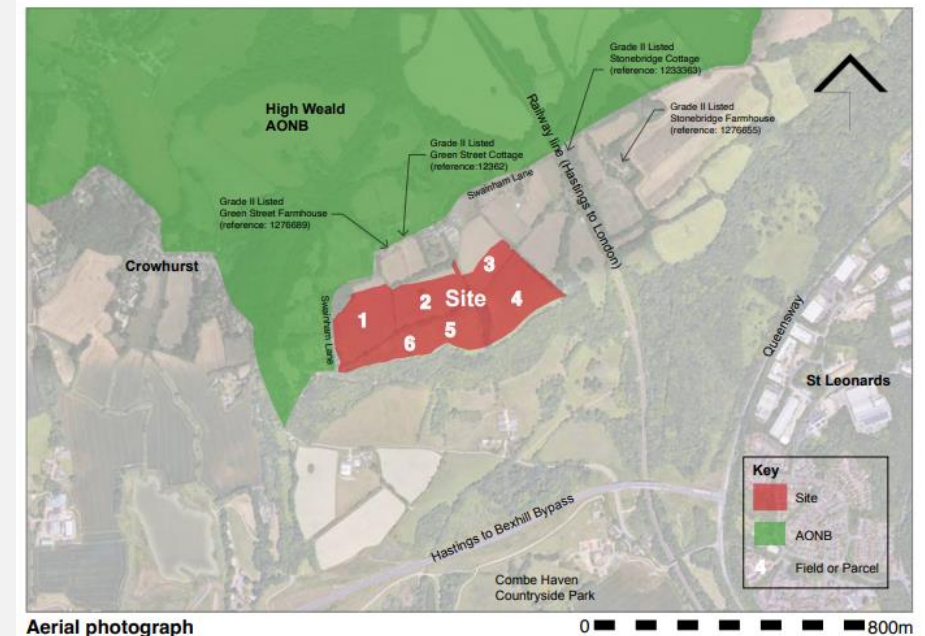 Grade II Listed
Stonebridge Cottage
(reference: 1233363)
High Weald
AONB
Railway line (Hastings to London)
Grade II Listed
Stonebridge Farmhouse
(reference: 1276655)
Grade II Listed
Green Street Cottage
(reference:12362)
Swainham Lane
Grade II Listed
Green Street Farmhouse
(reference: 1276689)
Crowhurst
3
2
Site
4
1
Swainham Lane
5
6
Queensway
St Leonards
Key
Site
AONB
4
Field or Parcel
Hastings to Bexhill Bypass
Combe Haven
Countryside Park
Aerial photograph
0
800m